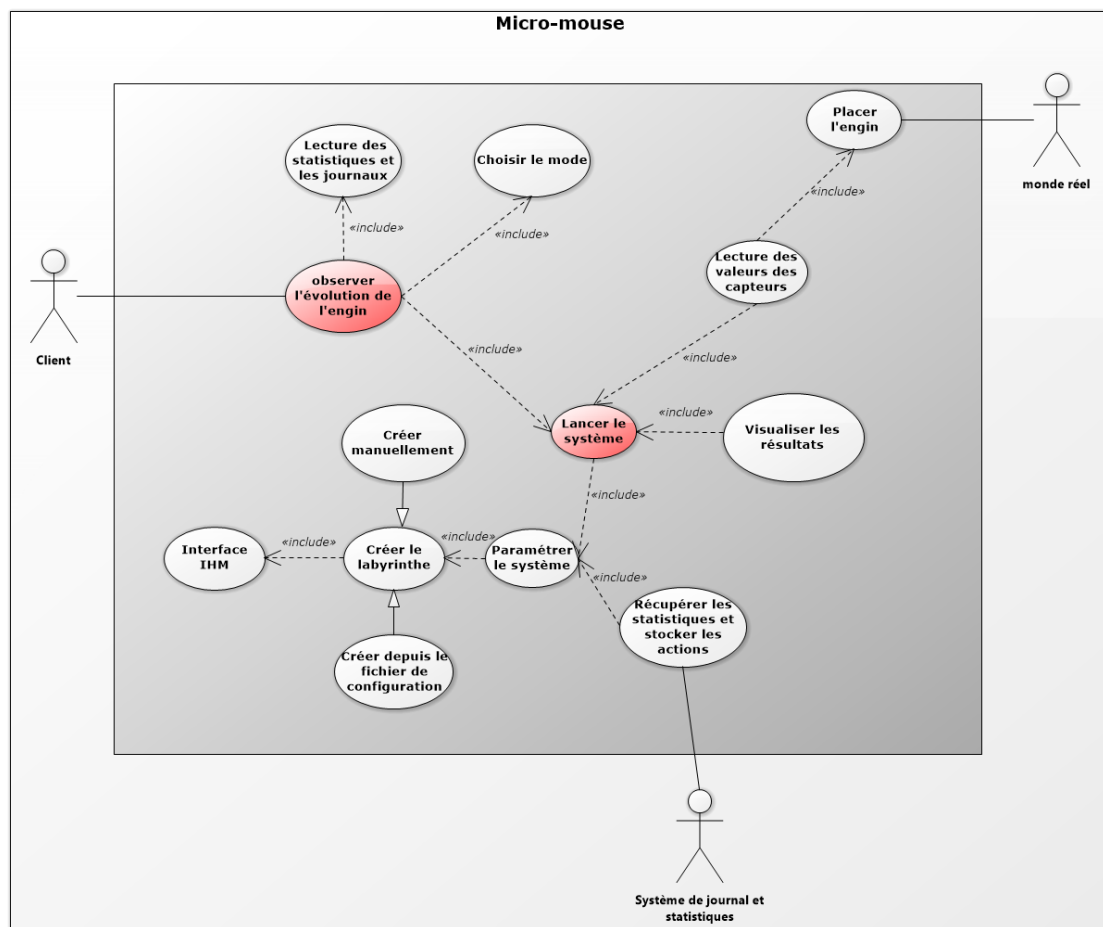 Micro-mouse
Placer
l'engin
monde réel
Lecture des
statistiques et
les journaux
Choisir le mode
«include»
«include»
«include»
Lecture des
valeurs des
capteurs
observer
l'évolution de
l'engin
Client
«include»
«include»
Lancer le
système
«include»
Visualiser les
résultats
Créer
manuellement
«include»
Interface
IHM
«include»
Créer le
labyrinthe
«include»
Paramétrer
le système
«include»
Récupérer les
statistiques et
stocker les
actions
Créer depuis le
fichier de
configuration
Système de journal et
statistiques